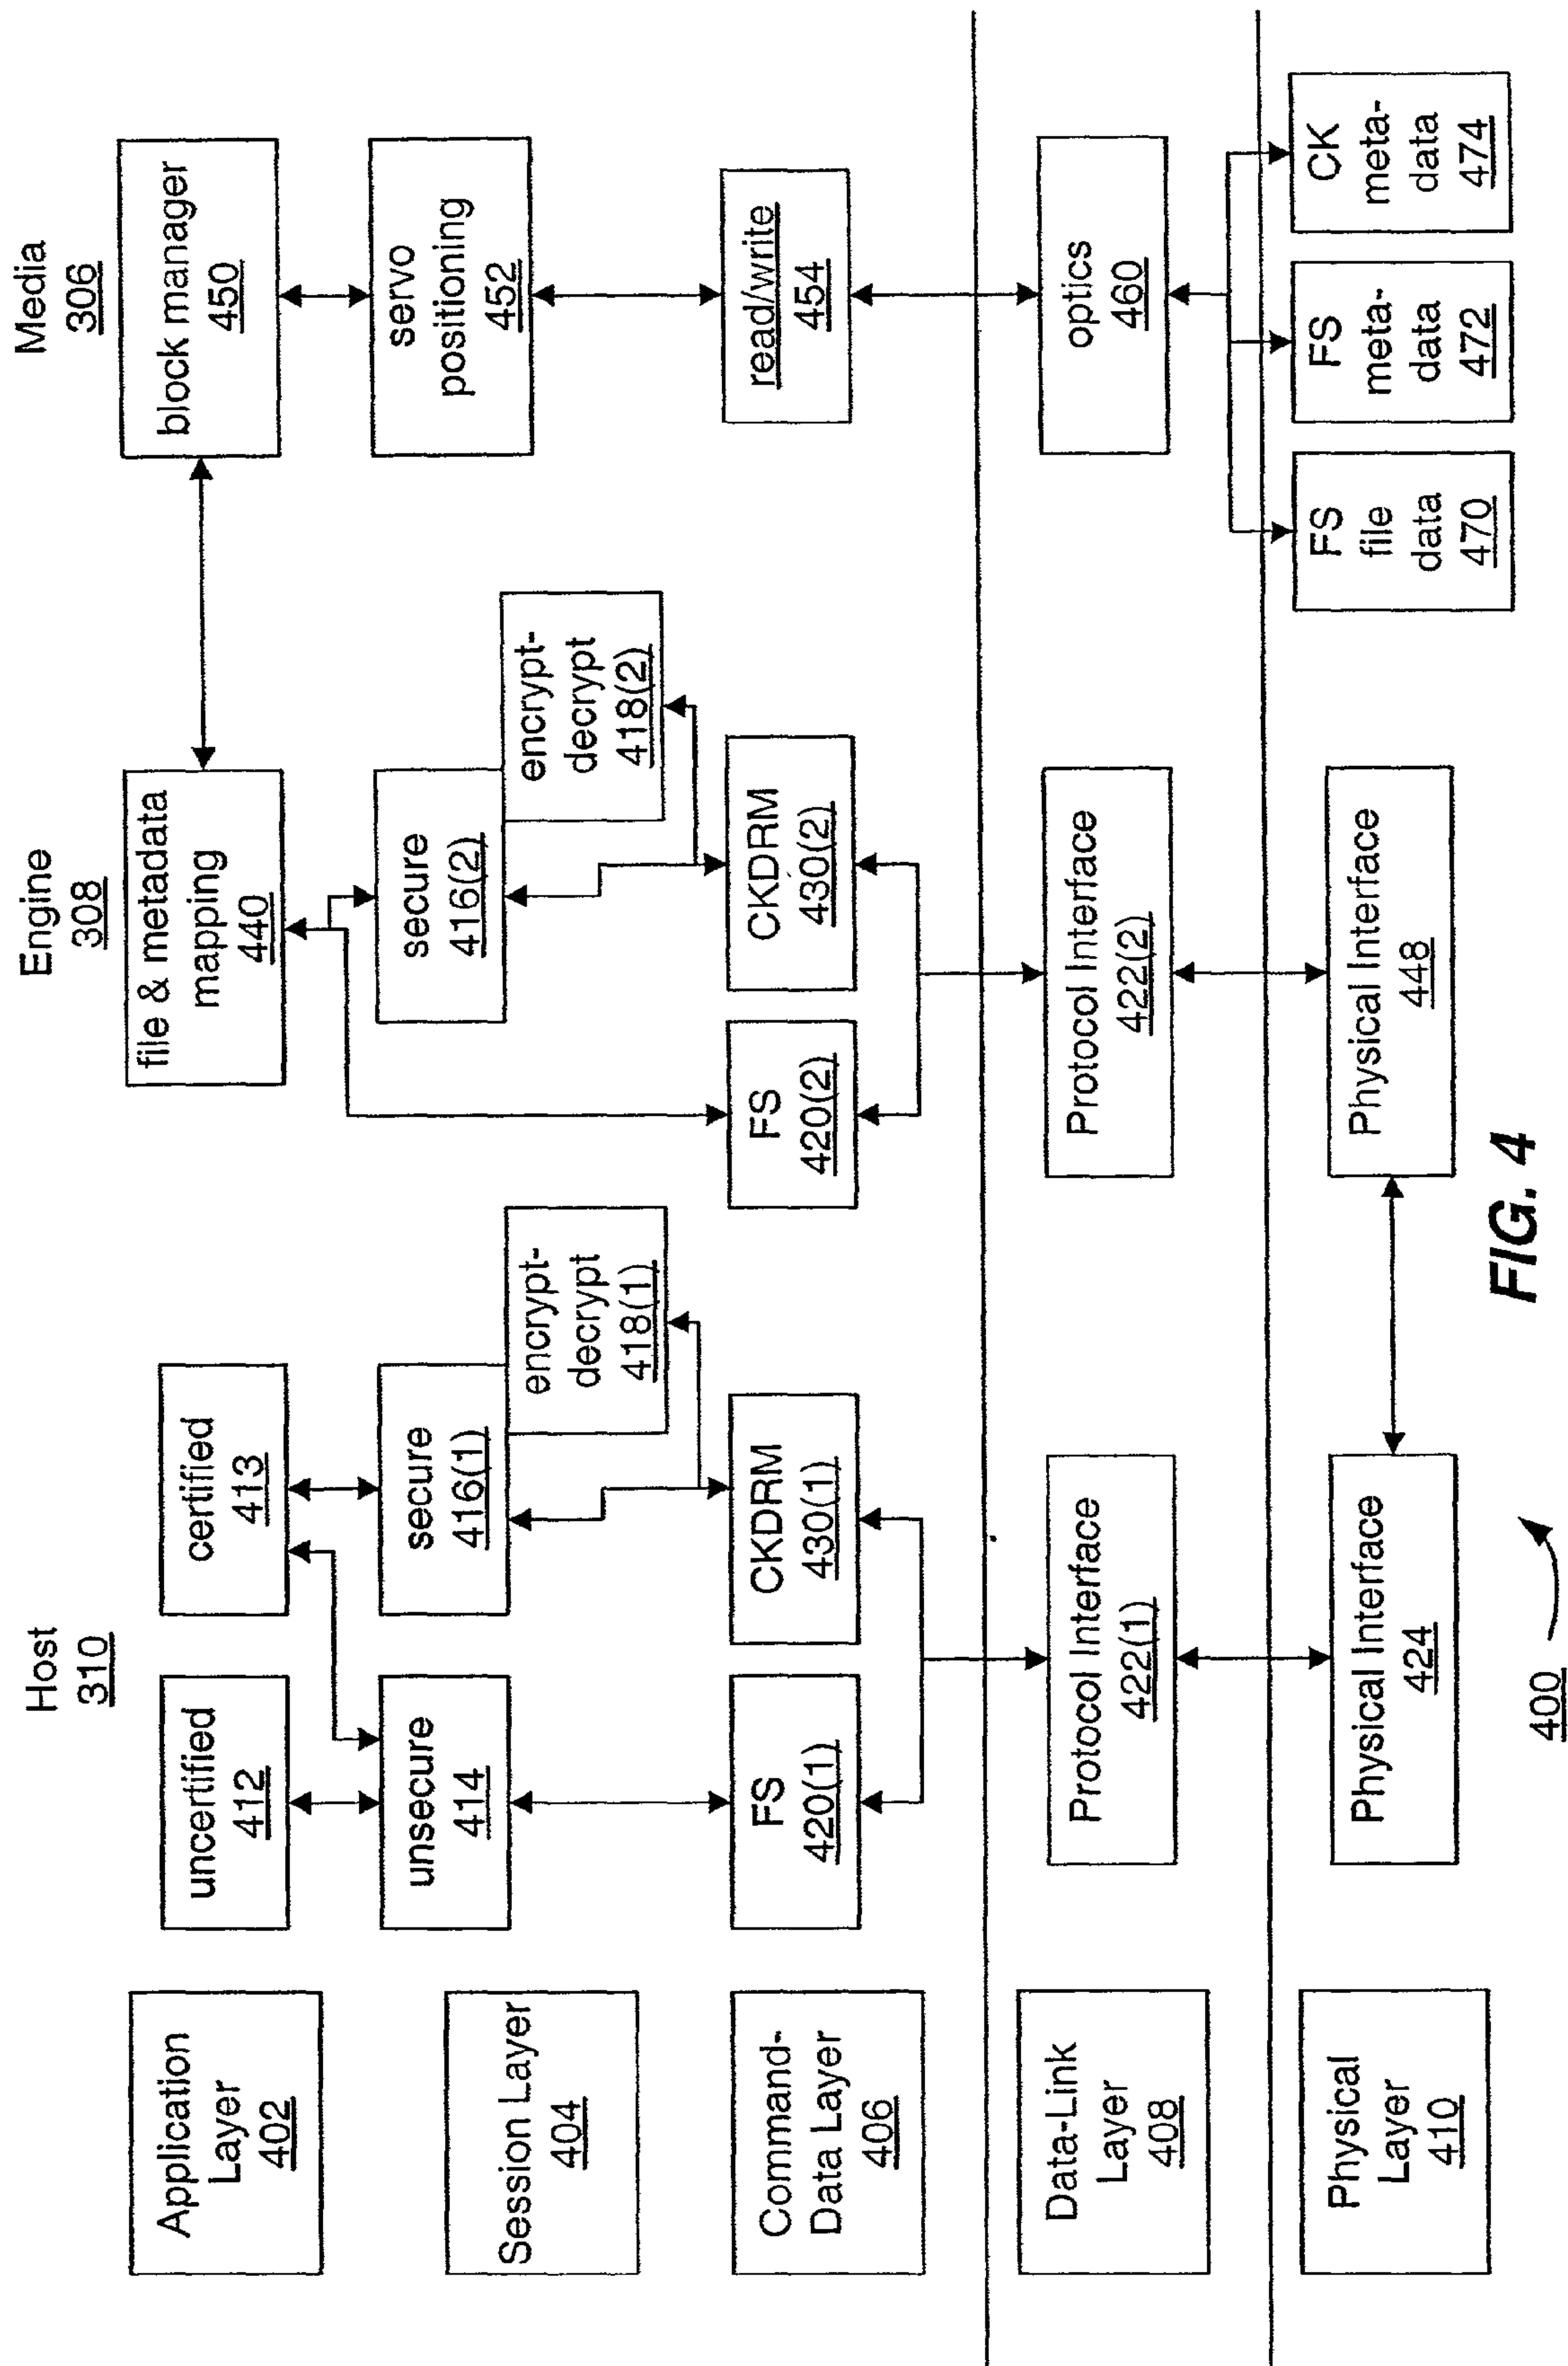 Host
310
Engine
308
Media
306
Application
Layer
402
uncertified
412
certified
413
file & metadata
mapping
440
block manager
450
Session Layer
404
unsecure
414
secure
416(1)
encrypt-
decrypt
418(1)
secure
416(2)
encrypt-
decrypt
418(2)
servo
positioning
452
Command-
Data Layer
406
FS
420(1)
CKDRM
430(1)
FS
420(2)
CKDRM
430(2)
read/write
454
Data-Link
Layer
408
Protocol Interface
422(1)
Protocol Interface
422(2)
optics
460
Physical
Layer
410
Physical Interface
424
Physical Interface
448
FS
file
data
470
FS
meta-
data
472
CK
meta-
data
474
400
FIG. 4